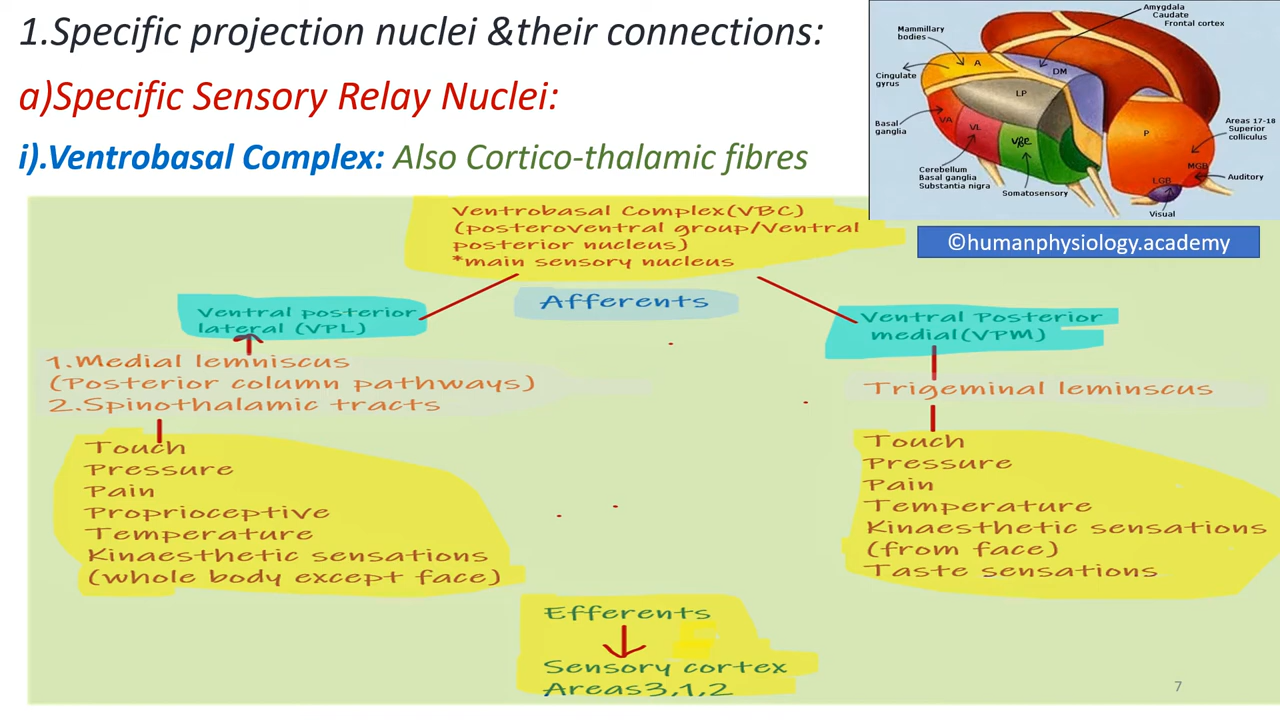 1.Specific projection nuclei &their connections:
a)Specific Sensory Relay Nuclei:
i).Ventrobasal Complex: Also Cortico-thalamic fibres
Amygdala
Caudate
Frontal cortex
Mammillary
bodies
A
DM
Cingulate
gyrus
LP
Basal
ganglia
VA
VL
VBC
P
Areas 17-18
Superior
colliculus
MGB
Auditory
LGB
Cerebellum
Basal ganglia
Substantia nigra
Somatosensory
Visual
©humanphysiology.academy
Ventrobasal Complex(VBC)
(posteroventral group/Ventral
posterior nucleus)
*main sensory nucleus
Afferents
Ventral posterior
lateral (VPL)
1.Medial lemniscus
(Posterior column pathways)
2.Spinothalamic tracts
Touch
Pressure
Pain
Proprioceptive
Temperature
Kinaesthetic sensations
(whole body except face)
Ventral Posterior
medial(VPM)
Trigeminal leminscus
Touch
Pressure
Pain
Temperature
Kinaesthetic sensations
(from face)
Taste sensations
Efferents
Sensory cortex
Areas3,1,2
7